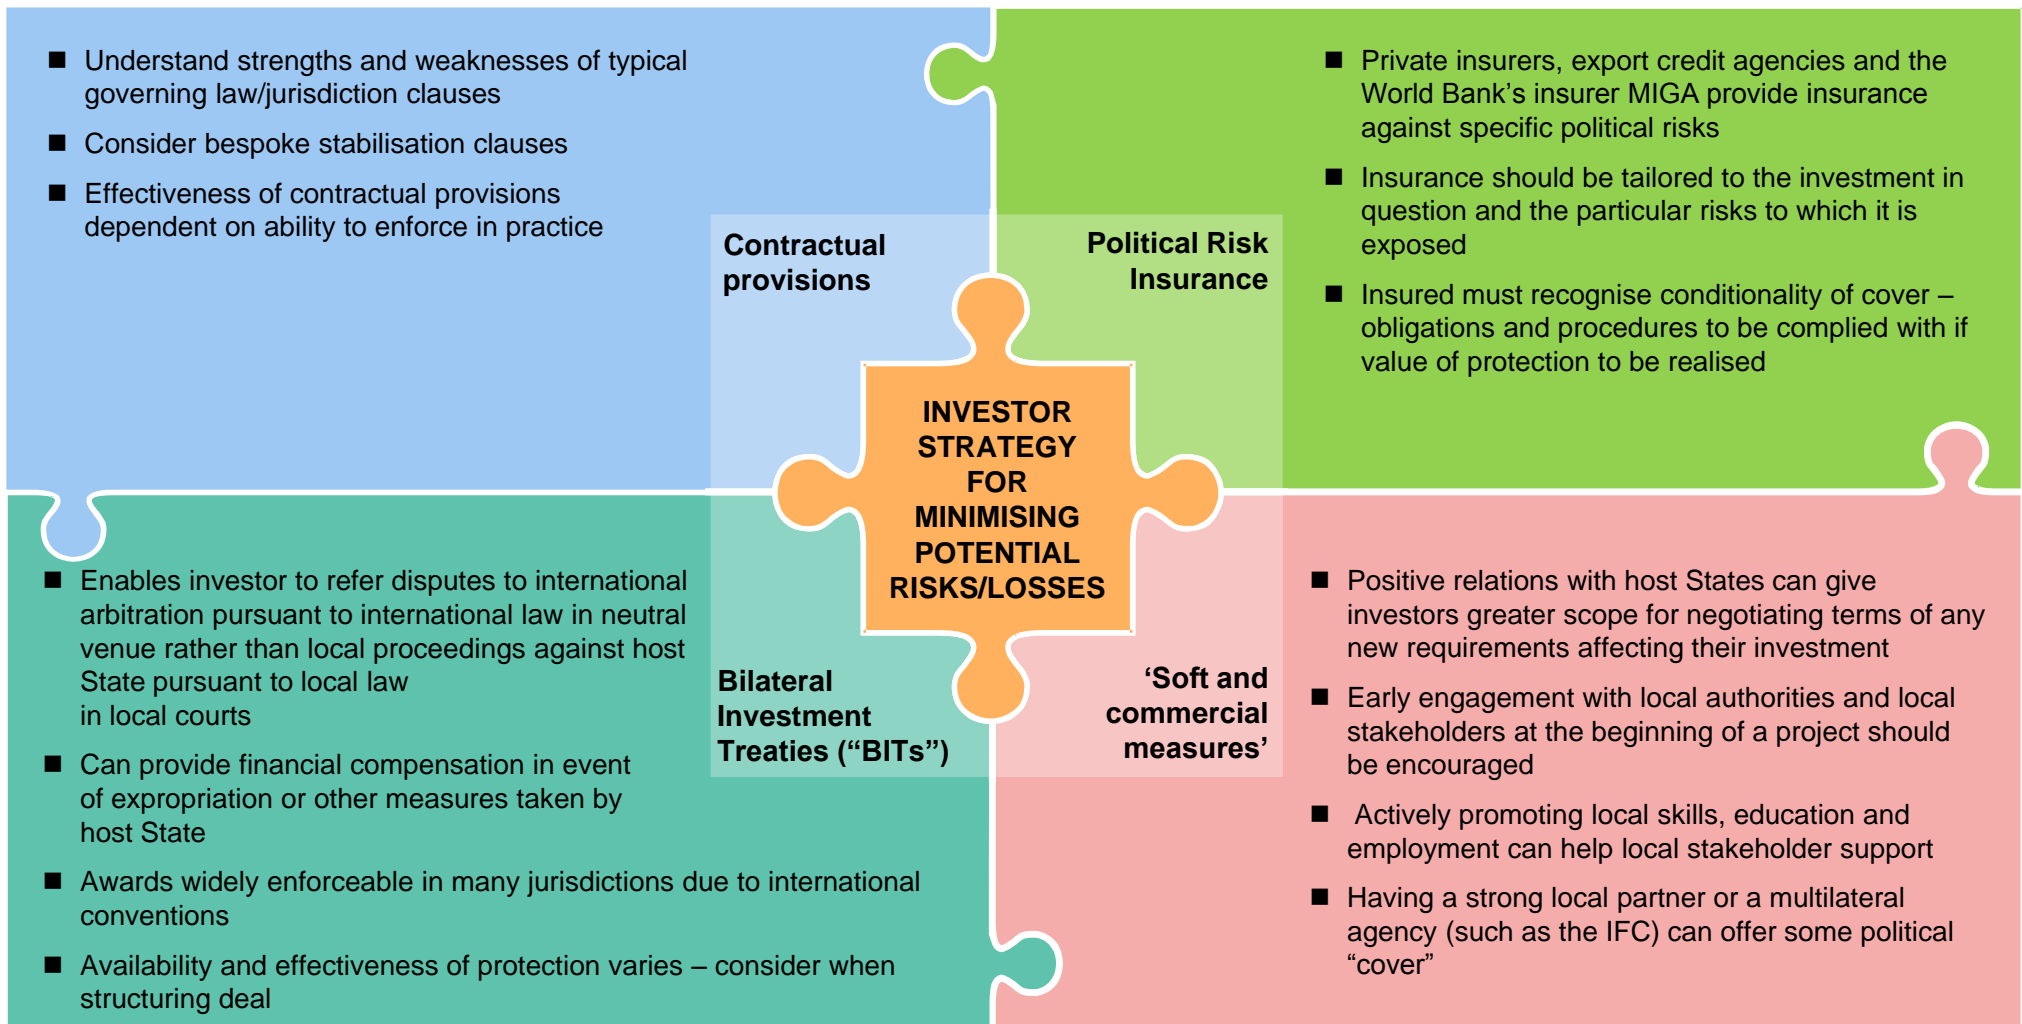 ■ Understand strengths and weaknesses of typical
governing law/jurisdiction clauses
■ Consider bespoke stabilisation clauses
■ Effectiveness of contractual provisions
dependent on ability to enforce in practice
Contractual
provisions
■ Private insurers, export credit agencies and the
World Bank’s insurer MIGA provide insurance
against specific political risks
■ Insurance should be tailored to the investment in
question and the particular risks to which it is
exposed
■ Insured must recognise conditionality of cover –
obligations and procedures to be complied with if
value of protection to be realised
Political Risk
Insurance
INVESTOR
STRATEGY
FOR
MINIMISING
POTENTIAL
RISKS/LOSSES
■ Enables investor to refer disputes to international
arbitration pursuant to international law in neutral
venue rather than local proceedings against host
State pursuant to local law
in local courts
■ Can provide financial compensation in event
of expropriation or other measures taken by
host State
■ Awards widely enforceable in many jurisdictions due to international
conventions
■ Availability and effectiveness of protection varies – consider when
structuring deal
Bilateral
Investment
Treaties (“BITs”)
‘Soft and
commercial
measures’
■ Positive relations with host States can give
investors greater scope for negotiating terms of any
new requirements affecting their investment
■ Early engagement with local authorities and local
stakeholders at the beginning of a project should
be encouraged
■ Actively promoting local skills, education and
employment can help local stakeholder support
■ Having a strong local partner or a multilateral
agency (such as the IFC) can offer some political
“cover”